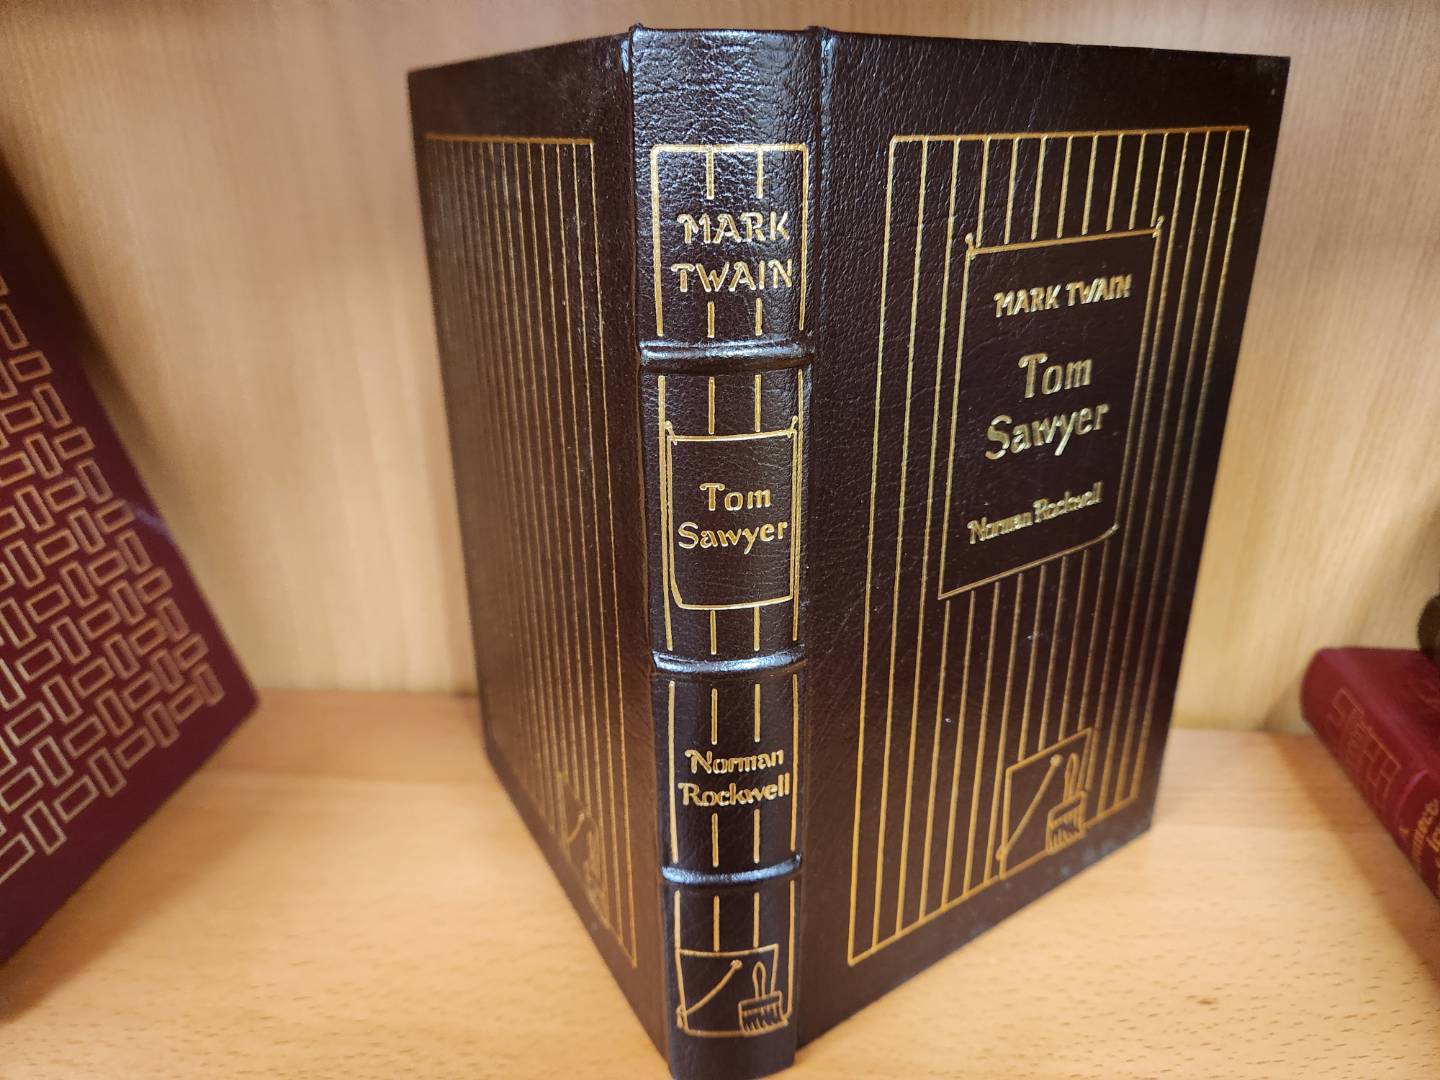 MARK
TWAIN
Tom
Sawyer
Norman
Rockwell
MARK TWAIN
Tom
Sawyer
Norman Rockwell